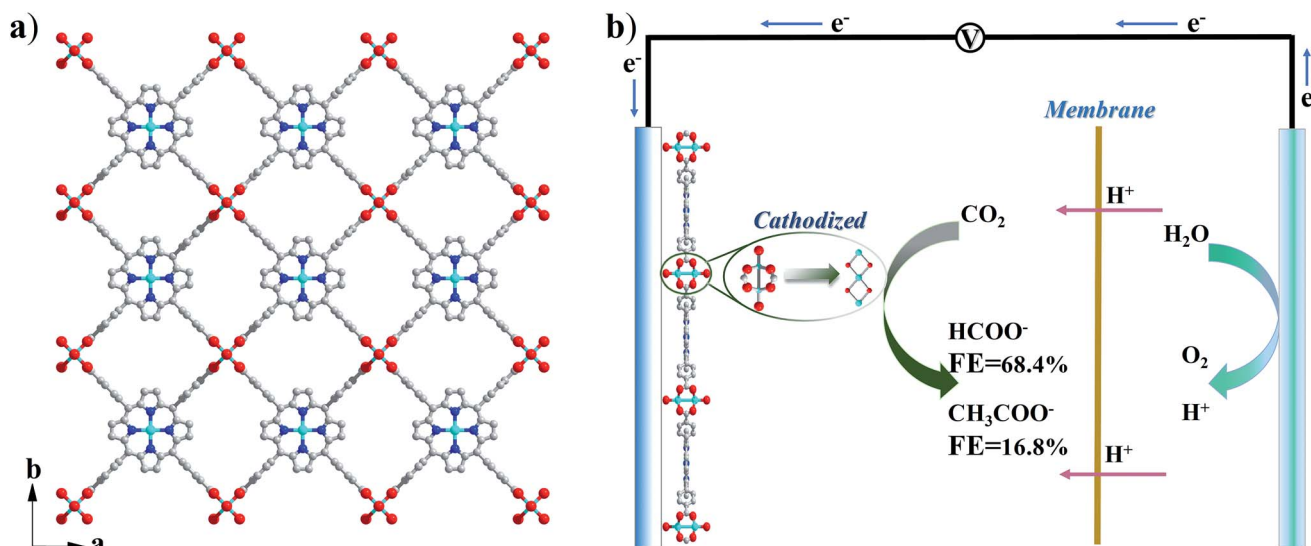 a)
b
a
b)
e⁻
e⁻
V
e⁻
e
Membrane
Cathodized
CO₂
H⁺
H₂O
HCOO⁻
FE=68.4%
CH₃COO⁻
FE=16.8%
O₂
H⁺
H⁺